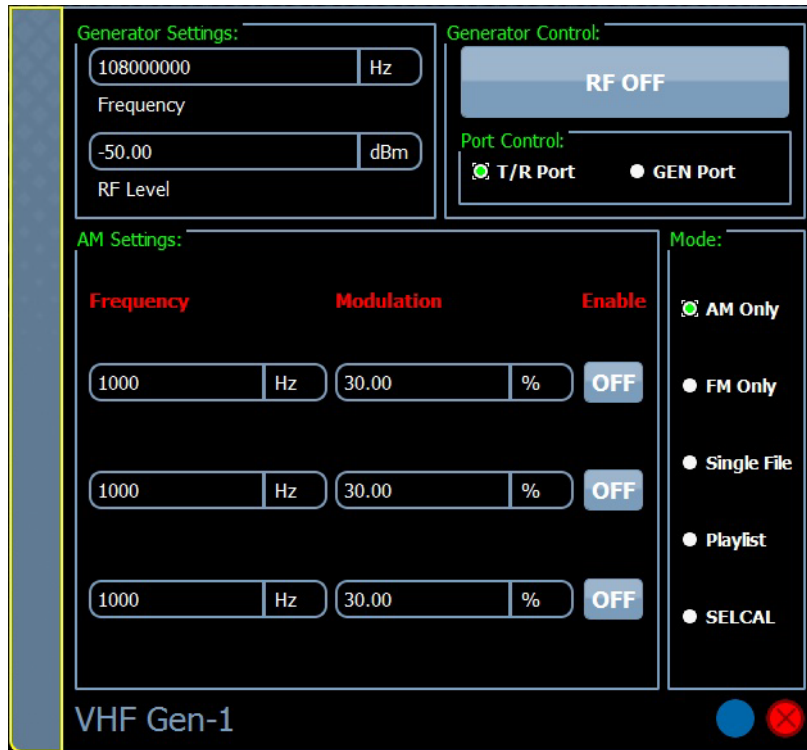 Generator Settings:
108000000 Hz
Frequency
-50.00 dBm
RF Level
Generator Control:
RF OFF
Port Control:
T/R Port GEN Port
AM Settings:
Frequency Modulation Enable
1000 Hz 30.00 % OFF
1000 Hz 30.00 % OFF
1000 Hz 30.00 % OFF
Mode:
AM Only
FM Only
Single File
Playlist
SELCAL
VHF Gen-1